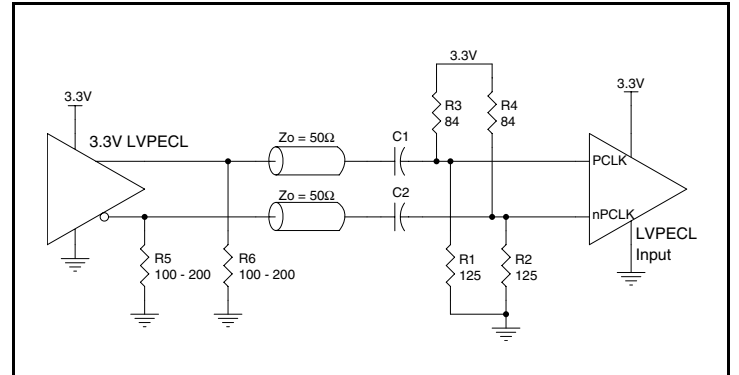 3.3V
3.3V LVPECL
R5
100 - 200
R6
100 - 200
Zo = 50Ω
Zo = 50Ω
C1
C2
3.3V
R3
84
R4
84
R1
125
R2
125
3.3V
PCLK
nPCLK
LVPECL
Input